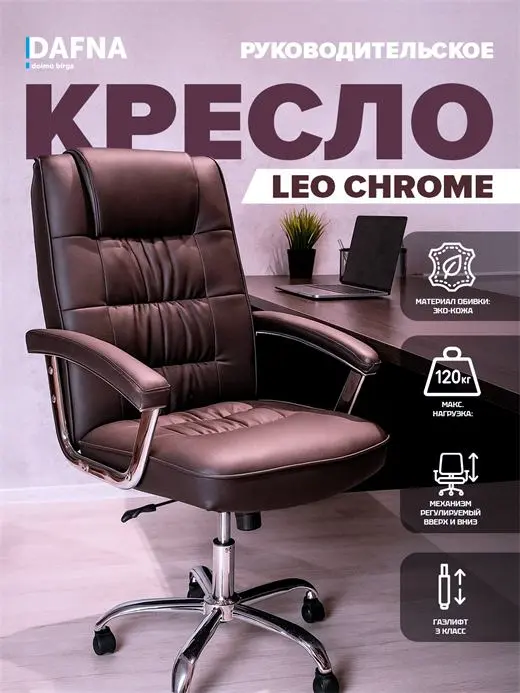 DAFNA
doimo birga
РУКОВОДИТЕЛЬСКОЕ
КРЕСЛО
LEO CHROME
МАТЕРИАЛ ОБИВКИ:
ЭКО-КОЖА
120КГ
МАКС.
НАГРУЗКА:
МЕХАНИЗМ
РЕГУЛИРУЕМЫЙ
ВВЕРХ И ВНИЗ
ГАЗЛИФТ
3 КЛАСС